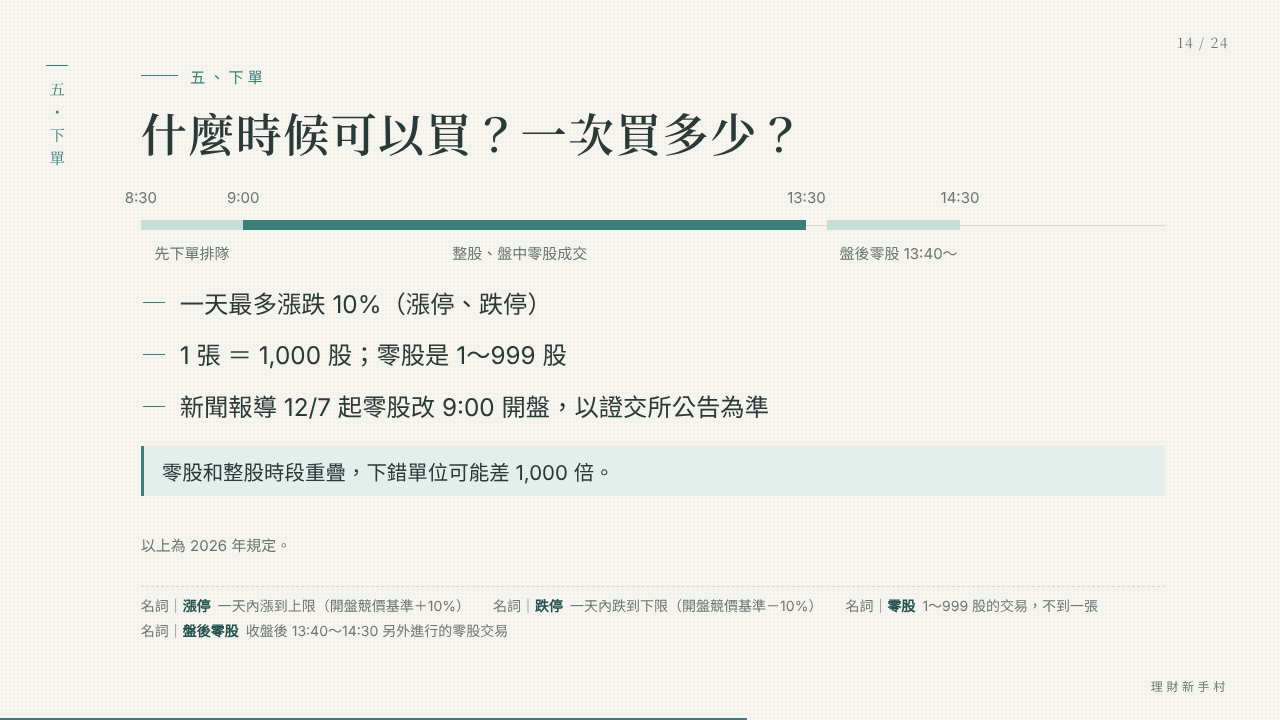 14 / 24
五・下單
五、下單
什麼時候可以買？一次買多少？
8:30 9:00 13:30 14:30
先下單排隊 整股、盤中零股成交 盤後零股 13:40～
一天最多漲跌 10%（漲停、跌停）
1 張 ＝ 1,000 股；零股是 1～999 股
新聞報導 12/7 起零股改 9:00 開盤，以證交所公告為準
零股和整股時段重疊，下錯單位可能差 1,000 倍。
以上為 2026 年規定。
名詞｜漲停 一天內漲到上限（開盤競價基準＋10%） 名詞｜跌停 一天內跌到下限（開盤競價基準－10%） 名詞｜零股 1～999 股的交易，不到一張
名詞｜盤後零股 收盤後 13:40～14:30 另外進行的零股交易
理財新手村